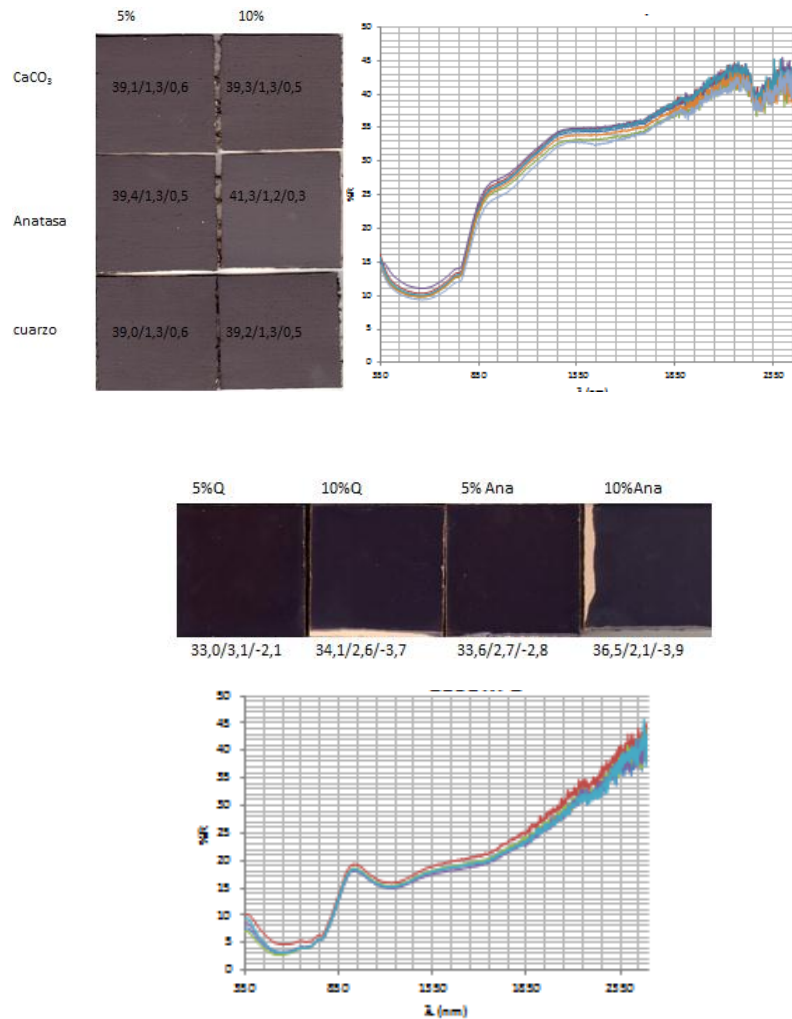 5% 10%
CaCO₃
39,1/1,3/0,6 39,3/1,3/0,5
Anatasa
39,4/1,3/0,5 41,3/1,2/0,3
cuarzo
39,0/1,3/0,6 39,2/1,3/0,5
50
45
40
35
30
25
20
15
10
5
0
%R
350 850 1350 1850 2350
λ (nm)
5%Q 10%Q 5% Ana 10%Ana
33,0/3,1/-2,1 34,1/2,6/-3,7 33,6/2,7/-2,8 36,5/2,1/-3,9
50
45
40
35
30
25
20
15
10
5
0
%R
350 850 1350 1850 2350
λ (nm)